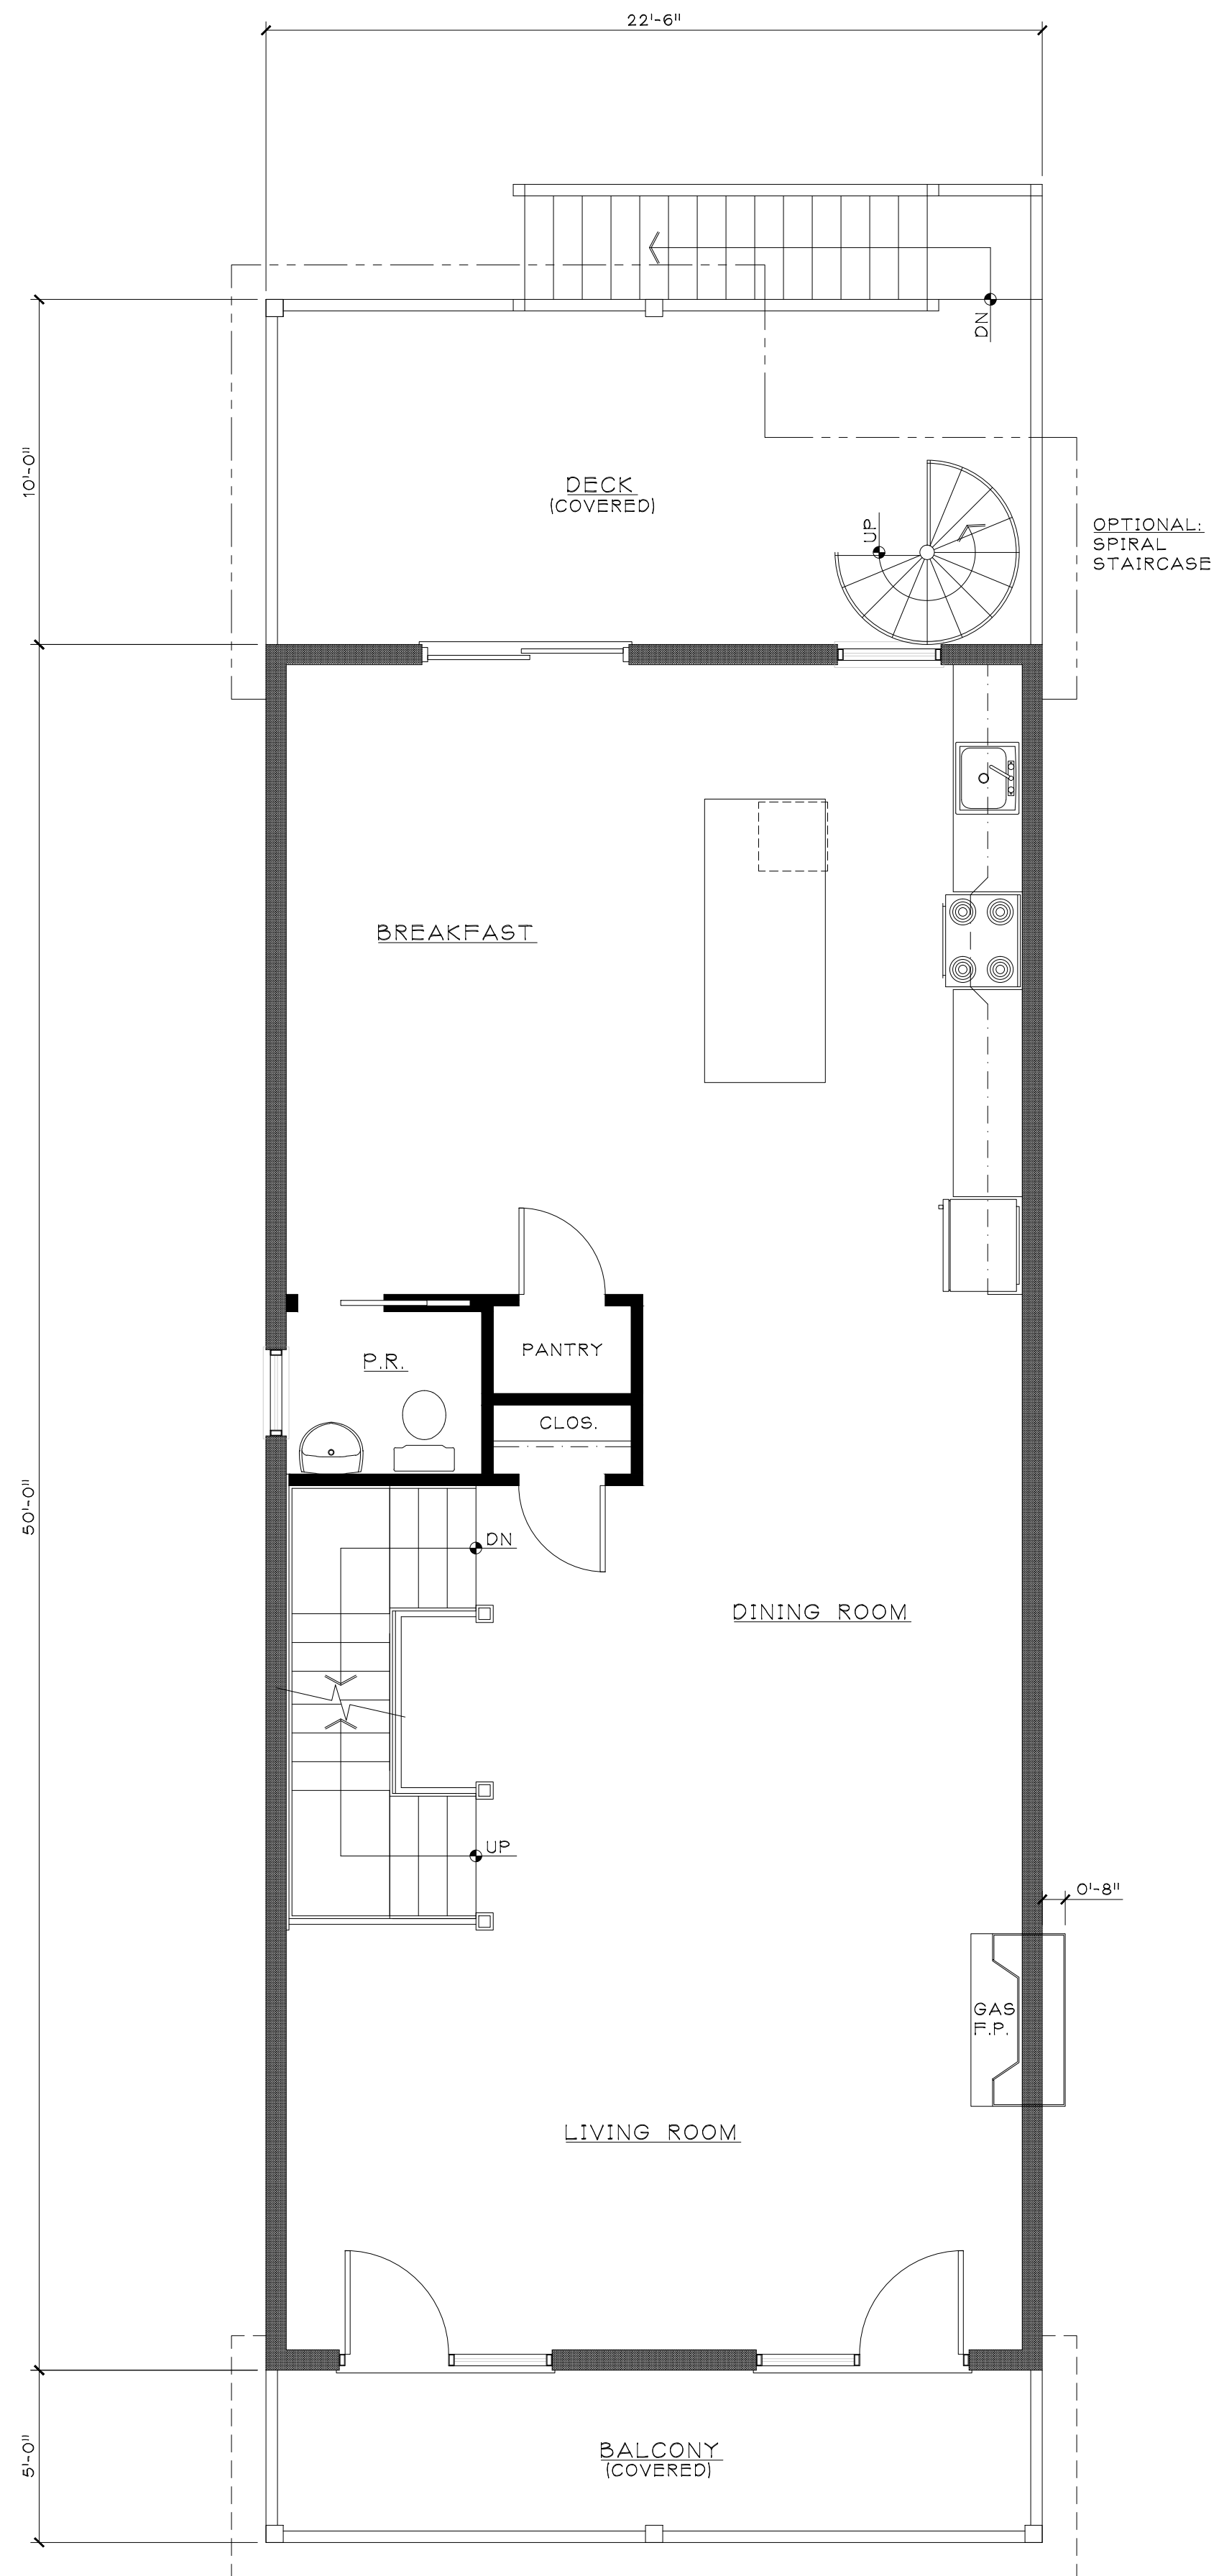 22'-6"
DN
10'-0"
DECK
(COVERED)
UP
OPTIONAL:
SPIRAL
STAIRCASE
BREAKFAST
PANTRY
P.R.
CLOS.
50'-0"
DN
DINING ROOM
UP
0'-8"
GAS
F.P.
LIVING ROOM
5'-0"
BALCONY
(COVERED)